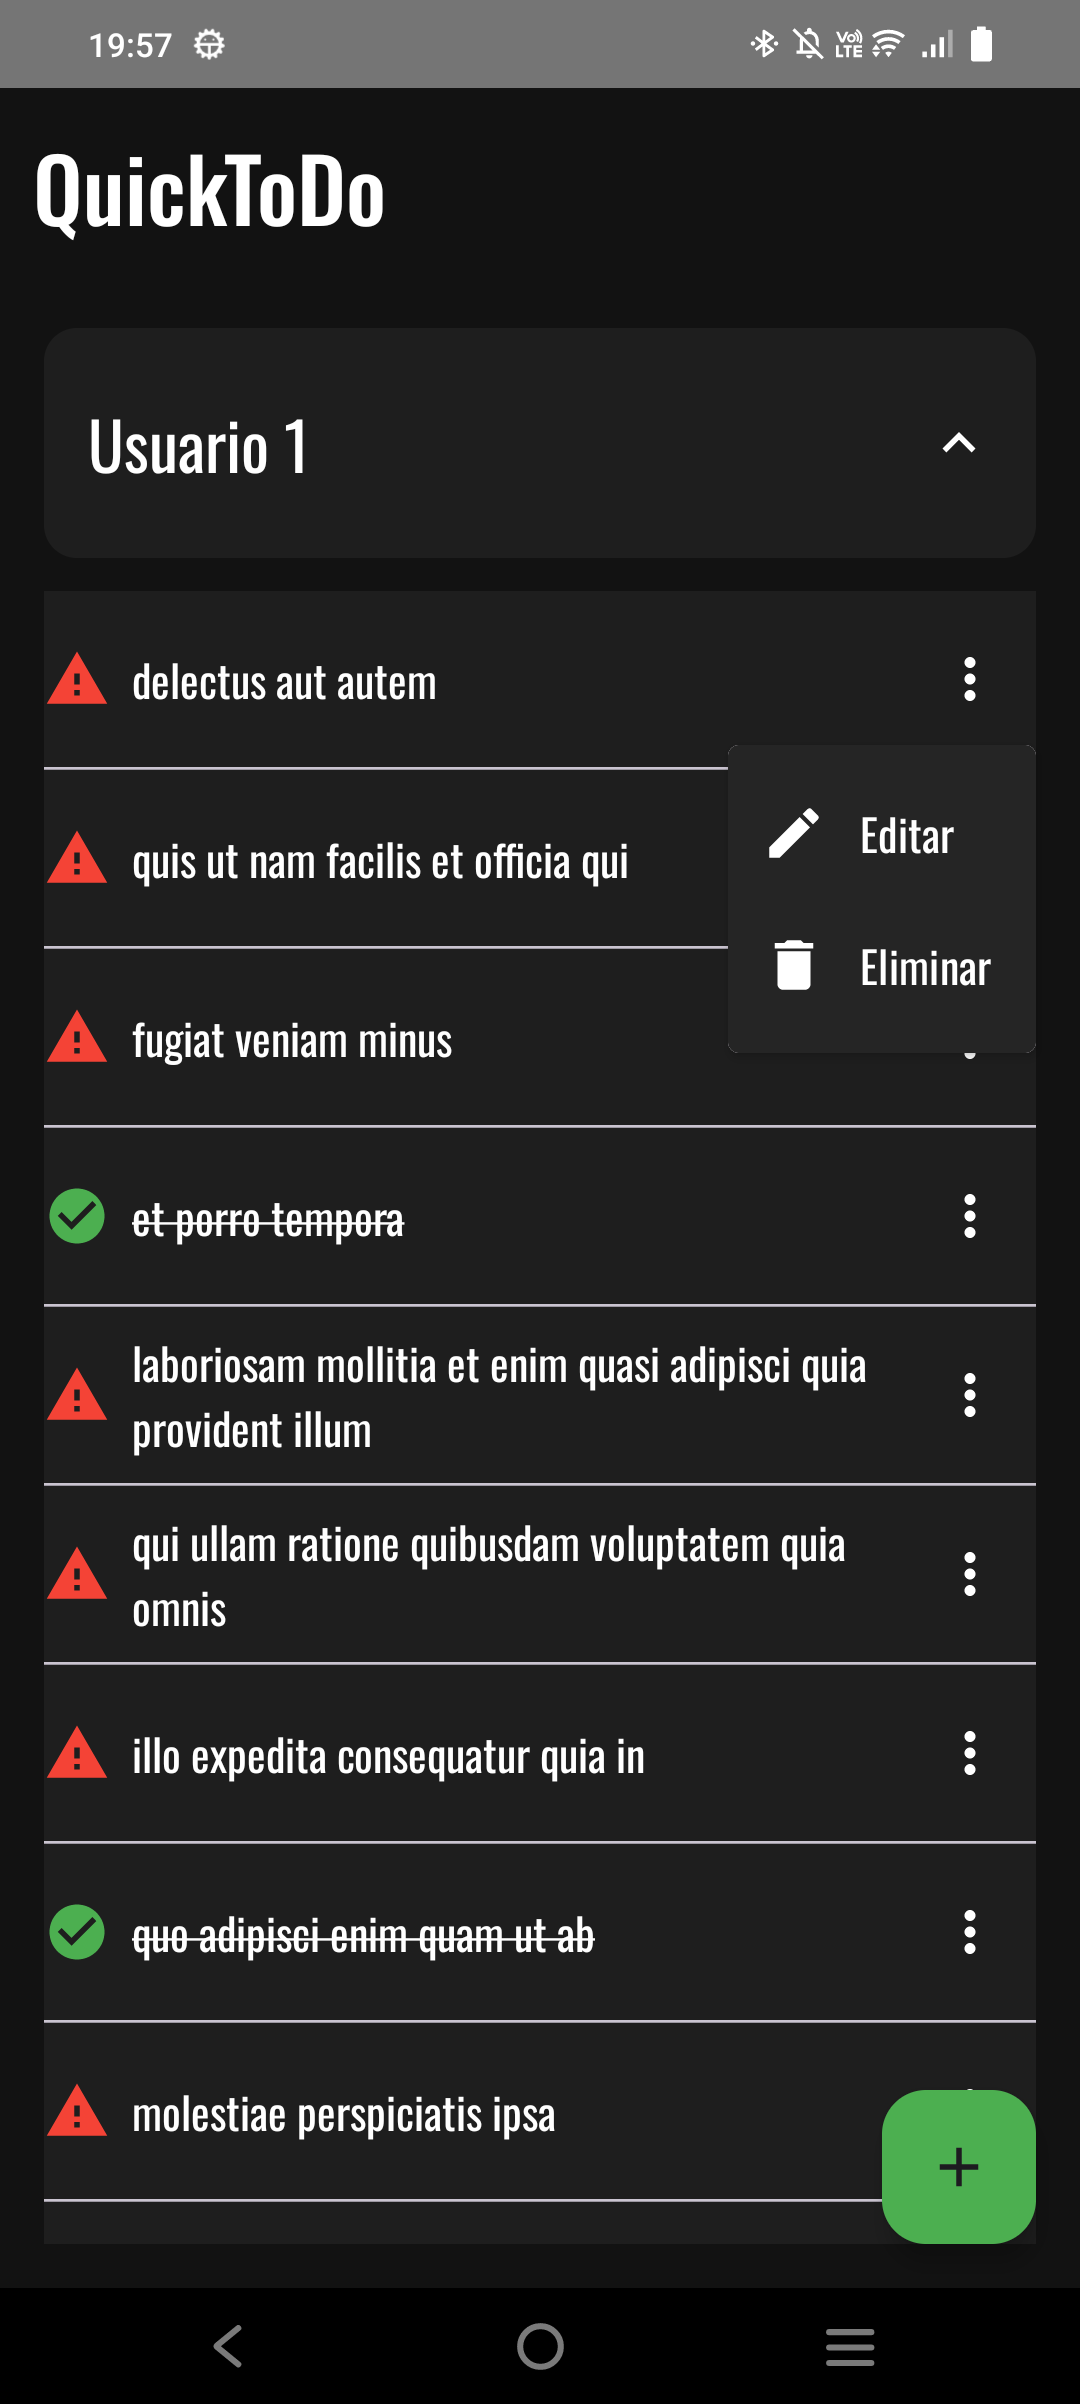 19:57
Vo)) LTE
QuickToDo
Usuario 1
delectus aut autem
Editar
quis ut nam facilis et officia qui
Eliminar
fugiat veniam minus
et porro tempora
laboriosam mollitia et enim quasi adipisci quia
provident illum
qui ullam ratione quibusdam voluptatem quia
omnis
illo expedita consequatur quia in
quo adipisci enim quam ut ab
molestiae perspiciatis ipsa